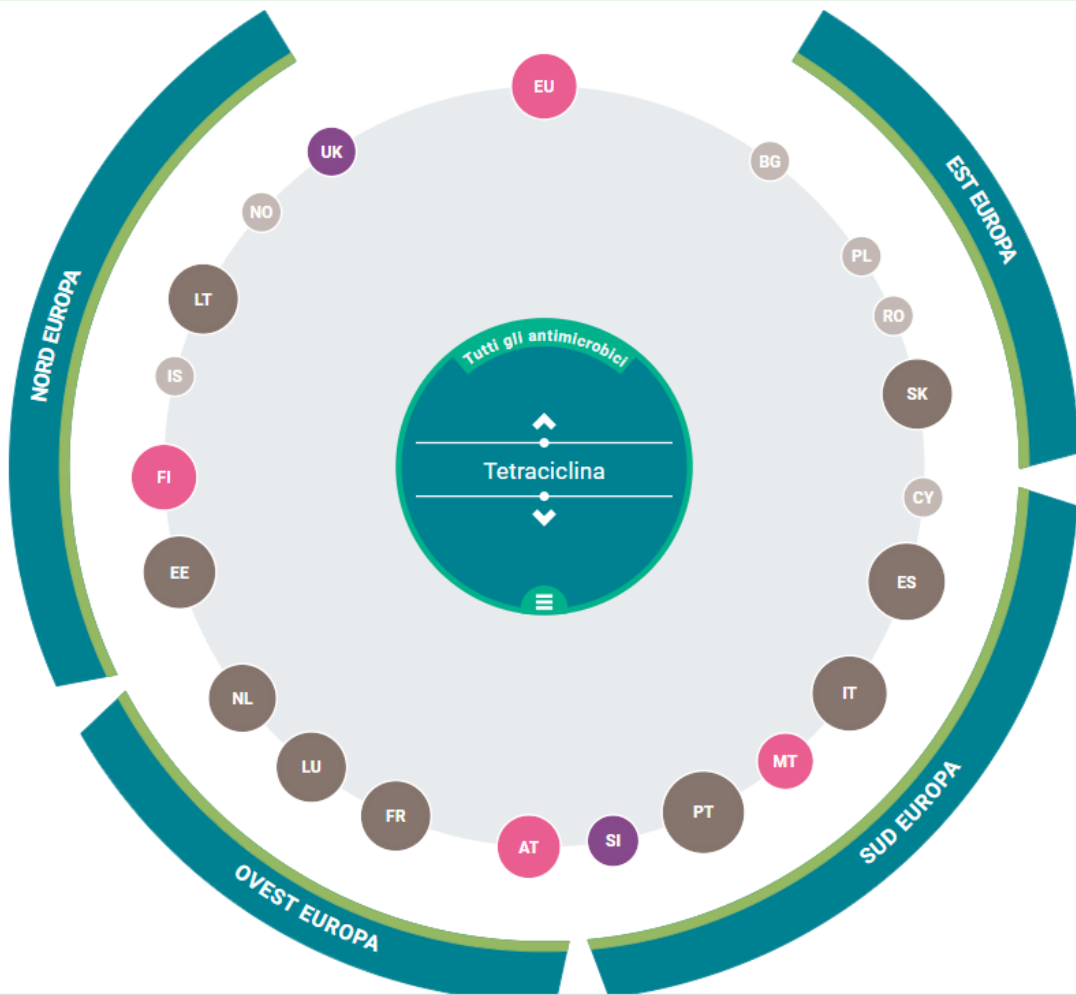 EU
UK
BG
NO
PL
LT
RO
IS
SK
FI
CY
EE
ES
NL
IT
LU
MT
FR
PT
AT
SI
NORD EUROPA
EST EUROPA
OVEST EUROPA
SUD EUROPA
Tutti gli antimicrobici
Tetraciclina